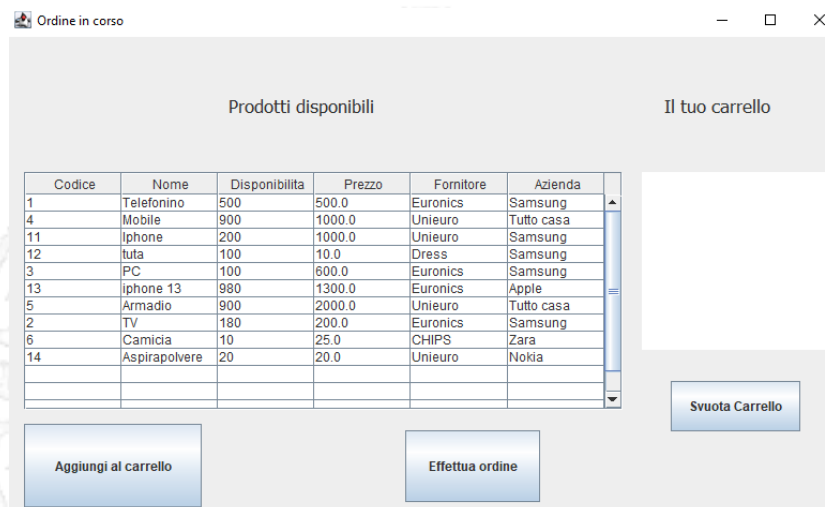 Ordine in corso
Prodotti disponibili
Il tuo carrello
Codice Nome Disponibilita Prezzo Fornitore Azienda
1 Telefonino 500 500.0 Euronics Samsung
4 Mobile 900 1000.0 Unieuro Tutto casa
11 Iphone 200 1000.0 Unieuro Samsung
12 tuta 100 10.0 Dress Samsung
3 PC 100 600.0 Euronics Samsung
13 iphone 13 980 1300.0 Euronics Apple
5 Armadio 900 2000.0 Unieuro Tutto casa
2 TV 180 200.0 Euronics Samsung
6 Camicia 10 25.0 CHIPS Zara
14 Aspirapolvere 20 20.0 Unieuro Nokia
Svuota Carrello
Aggiungi al carrello
Effettua ordine